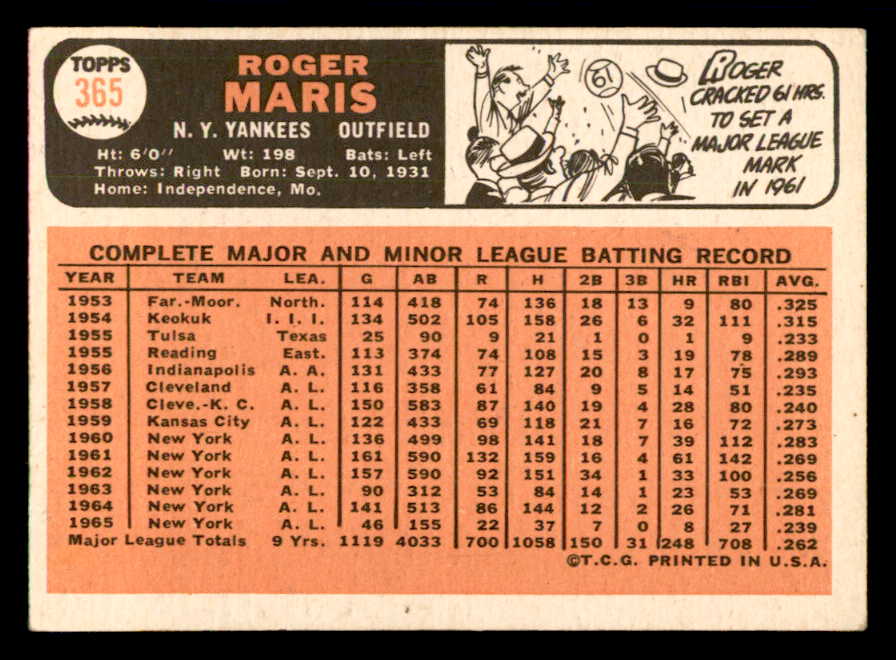 TOPPS
365
ROGER
MARIS
N. Y. YANKEES OUTFIELD
Ht: 6'0" Wt: 198 Bats: Left
Throws: Right Born: Sept. 10, 1931
Home: Independence, Mo.
61
ROGER
CRACKED 61 HRS.
TO SET A
MAJOR LEAGUE
MARK
IN 1961
COMPLETE MAJOR AND MINOR LEAGUE BATTING RECORD
YEAR TEAM LEA. G AB R H 2B 3B HR RBI AVG.
1953 Far.-Moor. North. 114 418 74 136 18 13 9 80 .325
1954 Keokuk I. I. I. 134 502 105 158 26 6 32 111 .315
1955 Tulsa Texas 25 90 9 21 1 0 1 9 .233
1955 Reading East. 113 374 74 108 15 3 19 78 .289
1956 Indianapolis A. A. 131 433 77 127 20 8 17 75 .293
1957 Cleveland A. L. 116 358 61 84 9 5 14 51 .235
1958 Cleve.-K. C. A. L. 150 583 87 140 19 4 28 80 .240
1959 Kansas City A. L. 122 433 69 118 21 7 16 72 .273
1960 New York A. L. 136 499 98 141 18 7 39 112 .283
1961 New York A. L. 161 590 132 159 16 4 61 142 .269
1962 New York A. L. 157 590 92 151 34 1 33 100 .256
1963 New York A. L. 90 312 53 84 14 1 23 53 .269
1964 New York A. L. 141 513 86 144 12 2 26 71 .281
1965 New York A. L. 46 155 22 37 7 0 8 27 .239
Major League Totals 9 Yrs. 1119 4033 700 1058 150 31 248 708 .262
©T.C.G. PRINTED IN U.S.A.